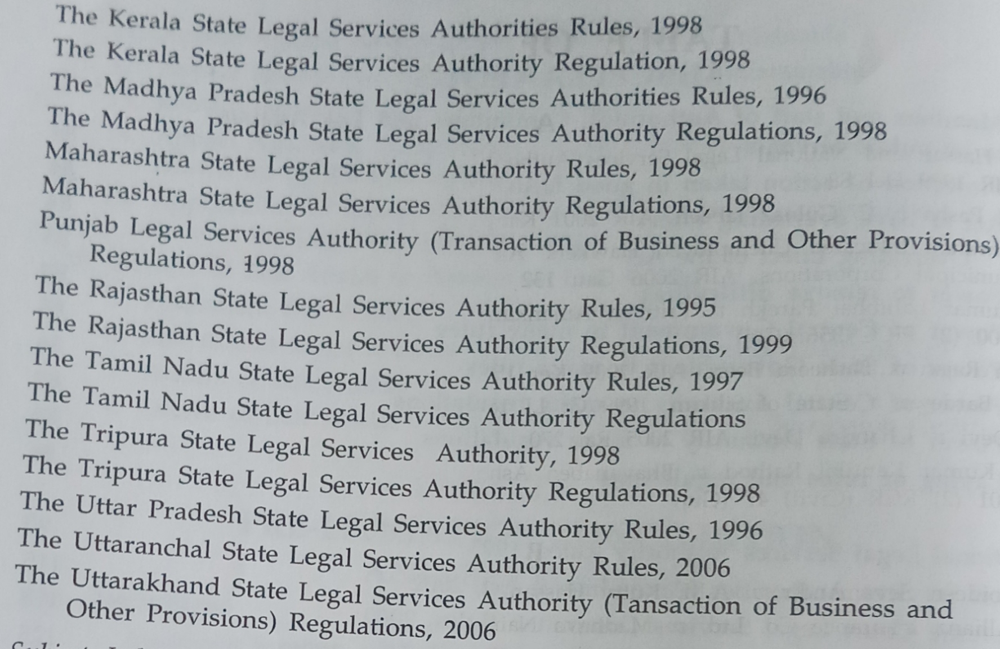 The Kerala State Legal Services Authorities Rules, 1998
The Kerala State Legal Services Authority Regulation, 1998
The Madhya Pradesh State Legal Services Authorities Rules, 1996
The Madhya Pradesh State Legal Services Authority Regulations, 1998
Maharashtra State Legal Services Authority Rules, 1998
Maharashtra State Legal Services Authority Regulations, 1998
Punjab Legal Services Authority (Transaction of Business and Other Provisions)
Regulations, 1998
The Rajasthan State Legal Services Authority Rules, 1995
The Rajasthan State Legal Services Authority Regulations, 1999
The Tamil Nadu State Legal Services Authority Rules, 1997
The Tamil Nadu State Legal Services Authority Regulations
The Tripura State Legal Services Authority, 1998
The Tripura State Legal Services Authority Regulations, 1998
The Uttar Pradesh State Legal Services Authority Rules, 1996
The Uttaranchal State Legal Services Authority Rules, 2006
The Uttarakhand State Legal Services Authority (Tansaction of Business and
Other Provisions) Regulations, 2006